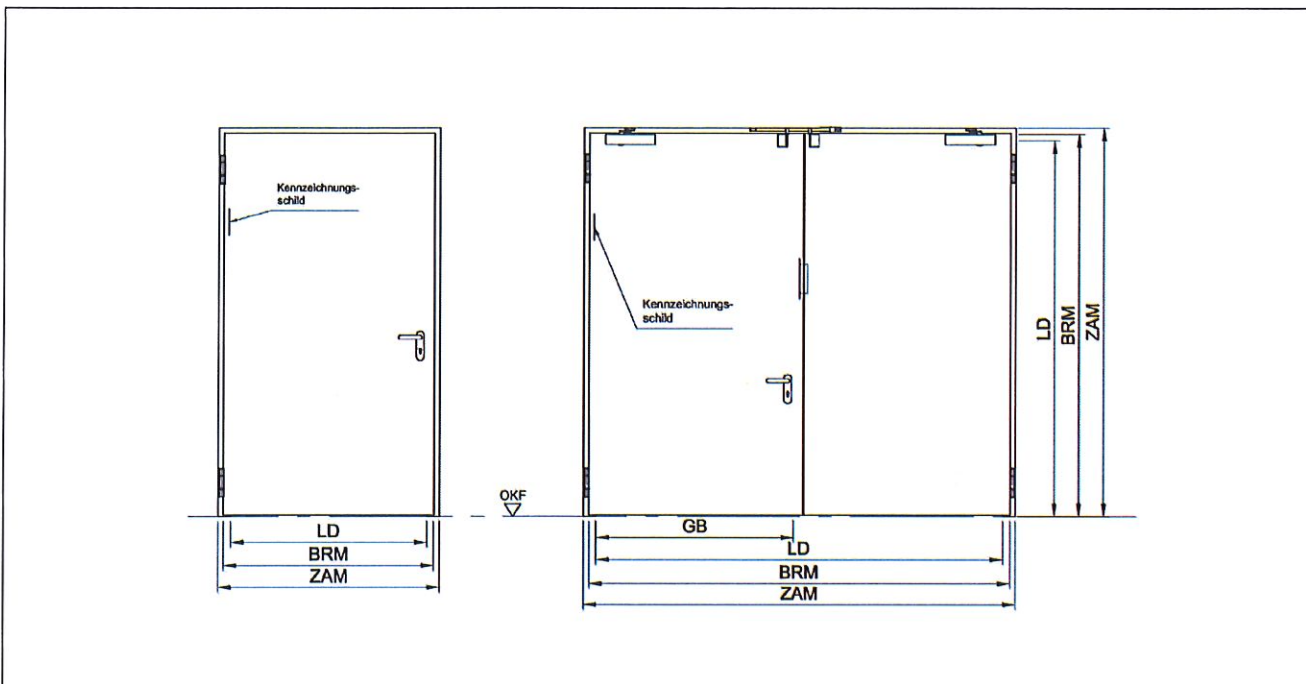 Kennzeichnungs-
schild
Kennzeichnungs-
schild
LD
BRM
ZAM
OKF
GB
LD
BRM
ZAM
LD
BRM
ZAM